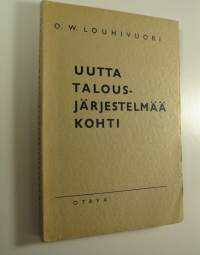 O. W. LOUHIVUORI
UUTTA
TALOUS-
JÄRJESTELMÄÄ
KOHTI
OTAVA